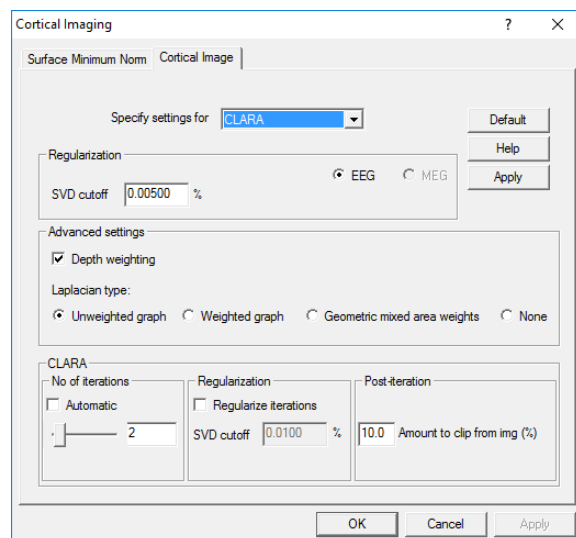 Cortical Imaging ? ×
Surface Minimum Norm Cortical Image
Specify settings for CLARA Default
Help
Regularization
EEG MEG Apply
SVD cutoff 0.00500 %
Advanced settings
Depth weighting
Laplacian type:
Unweighted graph Weighted graph Geometric mixed area weights None
CLARA
No of iterations Regularization Post-iteration
Automatic Regularize iterations
2 SVD cutoff 0.0100 % 10.0 Amount to clip from img (%)
OK Cancel Apply